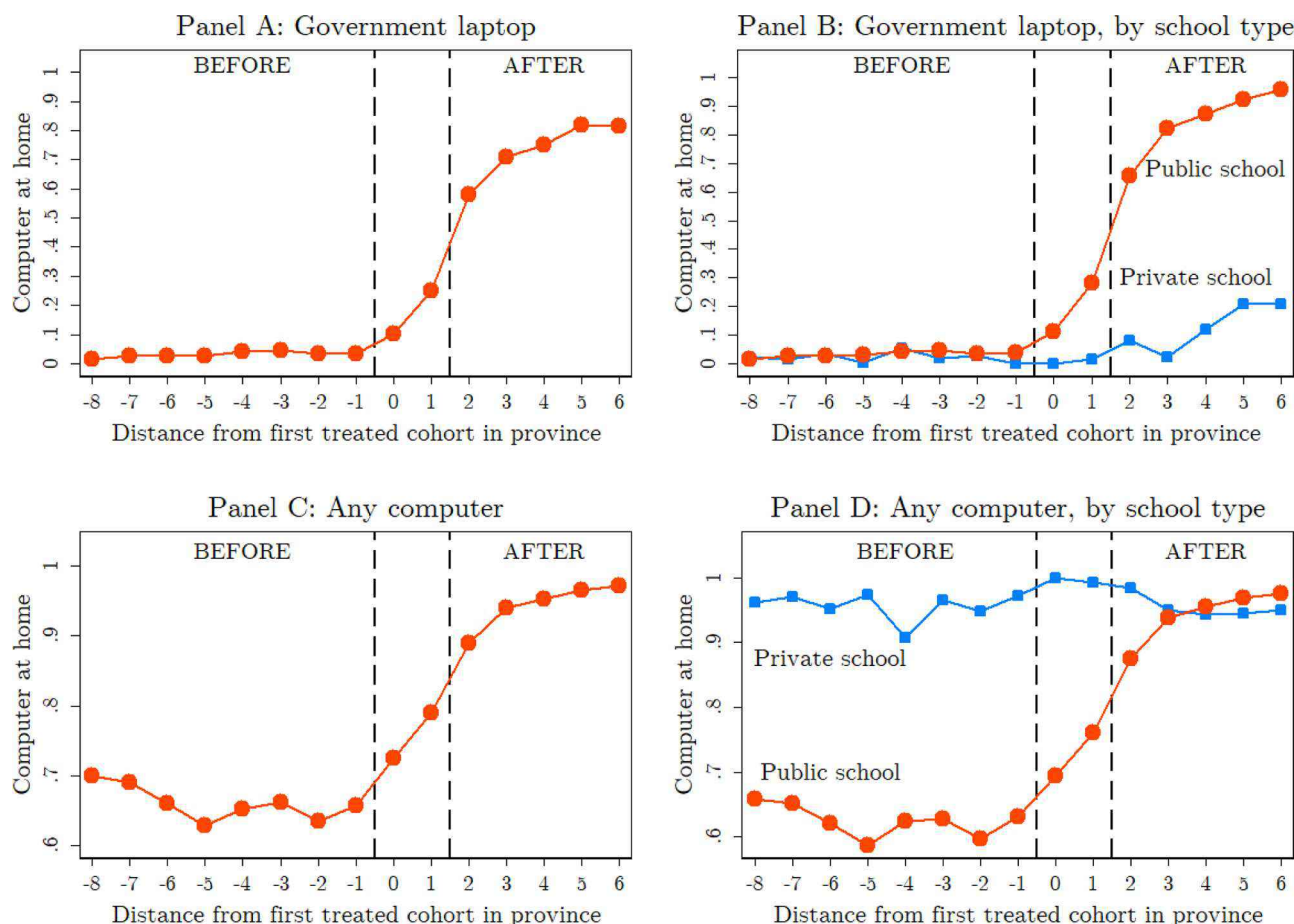 Panel A: Government laptop
BEFORE
AFTER
Computer at home
1
.9
.8
.7
.6
.5
.4
.3
.2
.1
0
-8 -7 -6 -5 -4 -3 -2 -1 0 1 2 3 4 5 6
Distance from first treated cohort in province
Panel B: Government laptop, by school type
BEFORE
AFTER
Computer at home
1
.9
.8
.7
.6
.5
.4
.3
.2
.1
0
Public school
Private school
-8 -7 -6 -5 -4 -3 -2 -1 0 1 2 3 4 5 6
Distance from first treated cohort in province
Panel C: Any computer
BEFORE
AFTER
Computer at home
1
.9
.8
.7
.6
-8 -7 -6 -5 -4 -3 -2 -1 0 1 2 3 4 5 6
Distance from first treated cohort in province
Panel D: Any computer, by school type
BEFORE
AFTER
Computer at home
1
.9
.8
.7
.6
Private school
Public school
-8 -7 -6 -5 -4 -3 -2 -1 0 1 2 3 4 5 6
Distance from first treated cohort in province